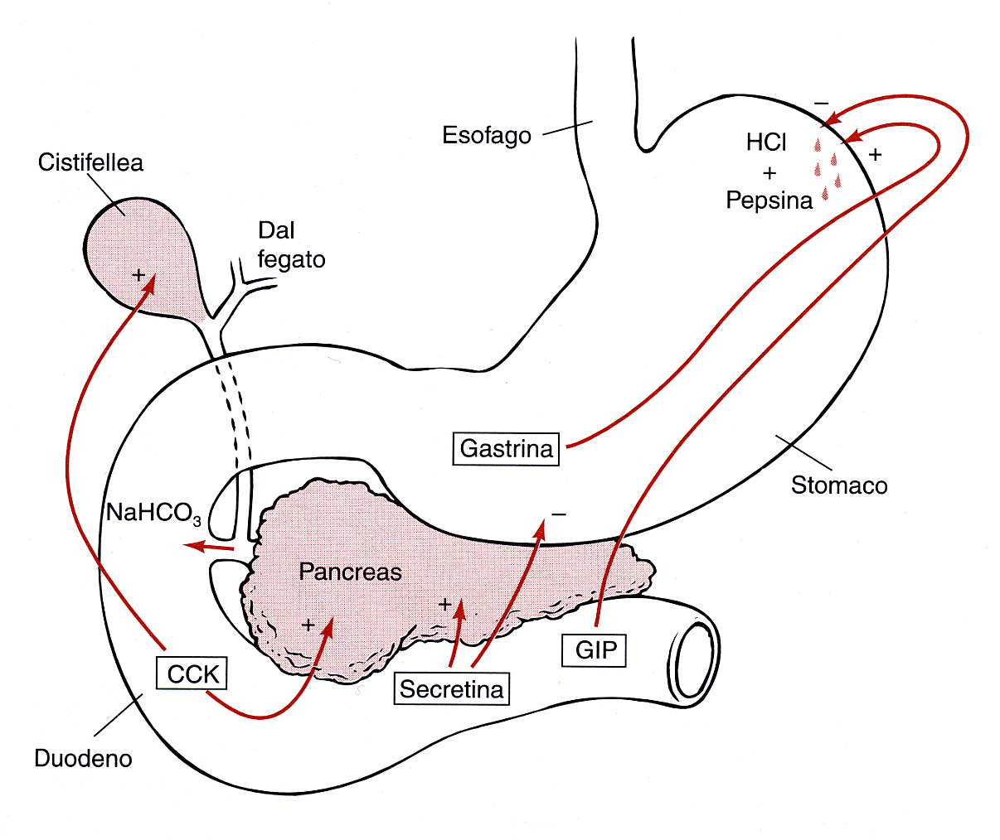 Esofago
HCl
+
Pepsina
–
+
Cistifellea
+
Dal
fegato
Gastrina
Stomaco
NaHCO₃
–
Pancreas
+
+
GIP
CCK
Secretina
Duodeno